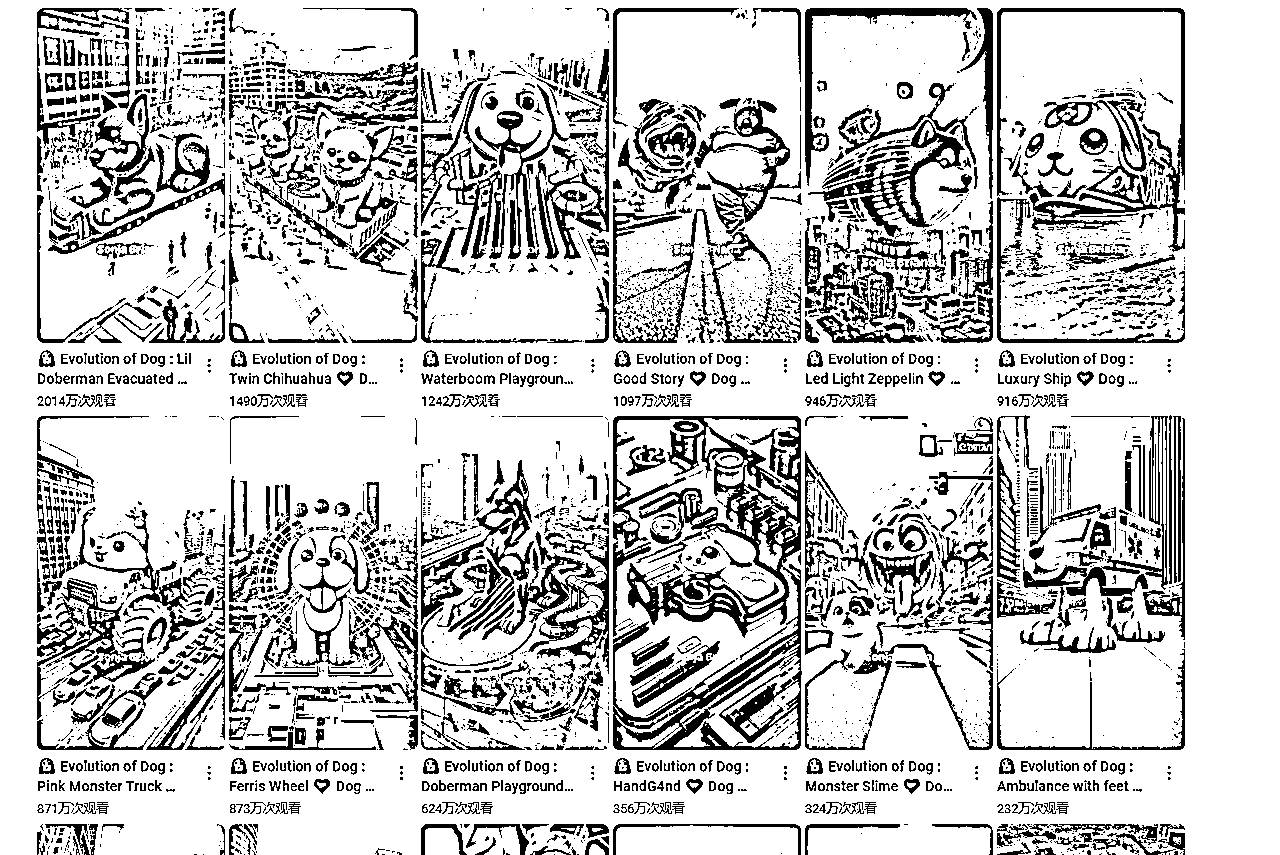 Evolution of Dog : Lil
Doberman Evacuated ...
2014万次观看
Evolution of Dog :
Twin Chihuahua 🖤 D...
1490万次观看
Evolution of Dog :
Waterboom Playgroun...
1242万次观看
Evolution of Dog :
Good Story 🖤 Dog ...
1097万次观看
Evolution of Dog :
Led Light Zeppelin 🖤 ...
946万次观看
Evolution of Dog :
Luxury Ship 🖤 Dog ...
916万次观看
Evolution of Dog :
Pink Monster Truck ...
871万次观看
Evolution of Dog :
Ferris Wheel 🖤 Dog ...
873万次观看
Evolution of Dog :
Doberman Playground...
624万次观看
Evolution of Dog :
HandG4nd 🖤 Dog ...
356万次观看
Evolution of Dog :
Monster Slime 🖤 Do...
324万次观看
Evolution of Dog :
Ambulance with feet ...
232万次观看